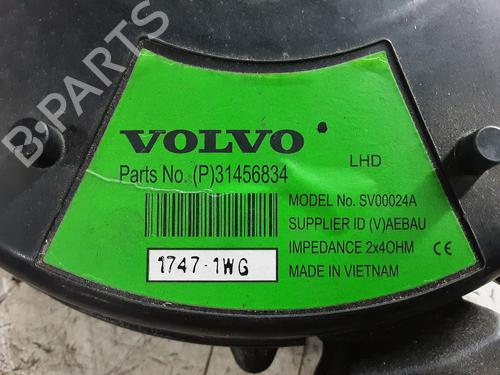 B-PARTS
VOLVO
Parts No. (P)31456834
LHD
MODEL No. SV00024A
SUPPLIER ID (V)AEBAU
IMPEDANCE 2x4OHM
CE
1747-1WG
MADE IN VIETNAM